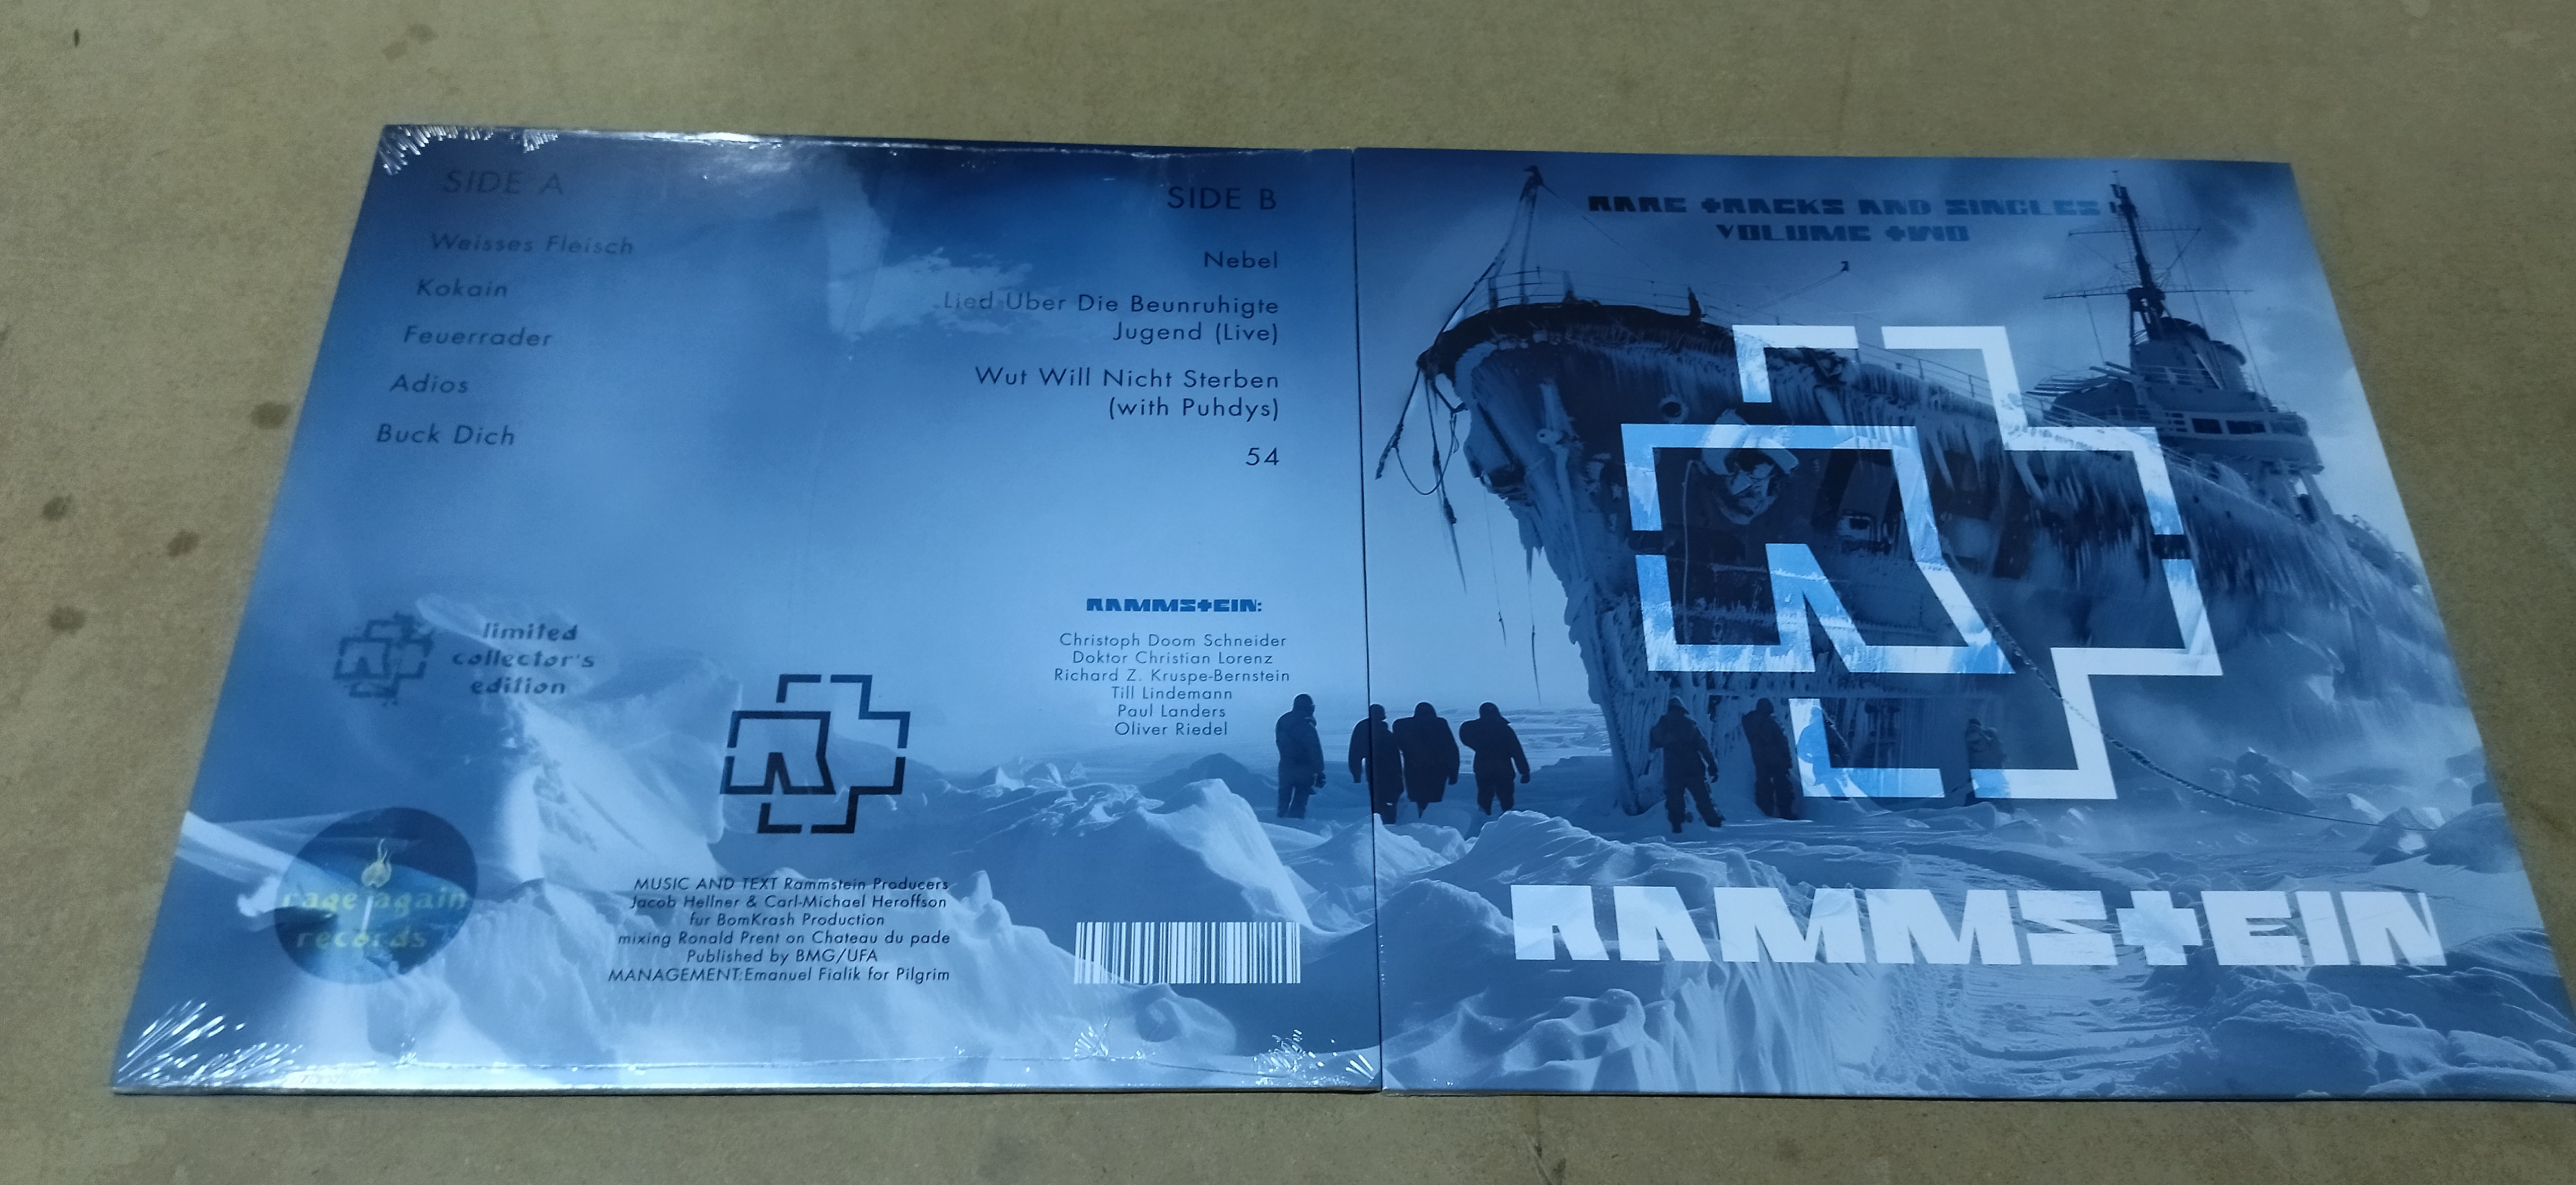 SIDE A
Weisses Fleisch
Kokain
Feuerrader
Adios
Buck Dich
SIDE B
Nebel
Lied Uber Die Beunruhigte
Jugend (Live)
Wut Will Nicht Sterben
(with Puhdys)
54
limited
collector's
edition
RAMMSTEIN:
Christoph Doom Schneider
Doktor Christian Lorenz
Richard Z. Kruspe-Bernstein
Till Lindemann
Paul Landers
Oliver Riedel
rage again
records
MUSIC AND TEXT Rammstein Producers
Jacob Hellner & Carl-Michael Heroffson
fur BomKrash Production
mixing Ronald Prent on Chateau du pade
Published by BMG/UFA
MANAGEMENT:Emanuel Fialik for Pilgrim
RARE TRACKS AND SINGLES
VOLUME TWO
RAMMSTEIN